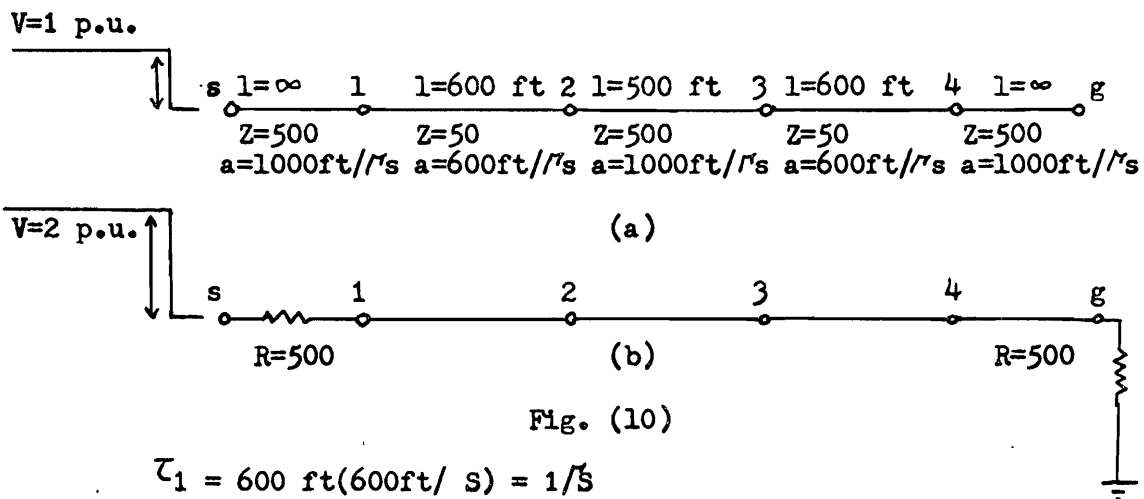 V=1 p.u.
s l=∞ 1 l=600 ft 2 l=500 ft 3 l=600 ft 4 l=∞ g
Z=500 Z=50 Z=500 Z=50 Z=500
a=1000ft/μs a=600ft/μs a=1000ft/μs a=600ft/μs a=1000ft/μs
V=2 p.u. (a)
s 1 2 3 4 g
R=500 (b) R=500
Fig. (10)
τ1 = 600 ft(600ft/ S) = 1/μS